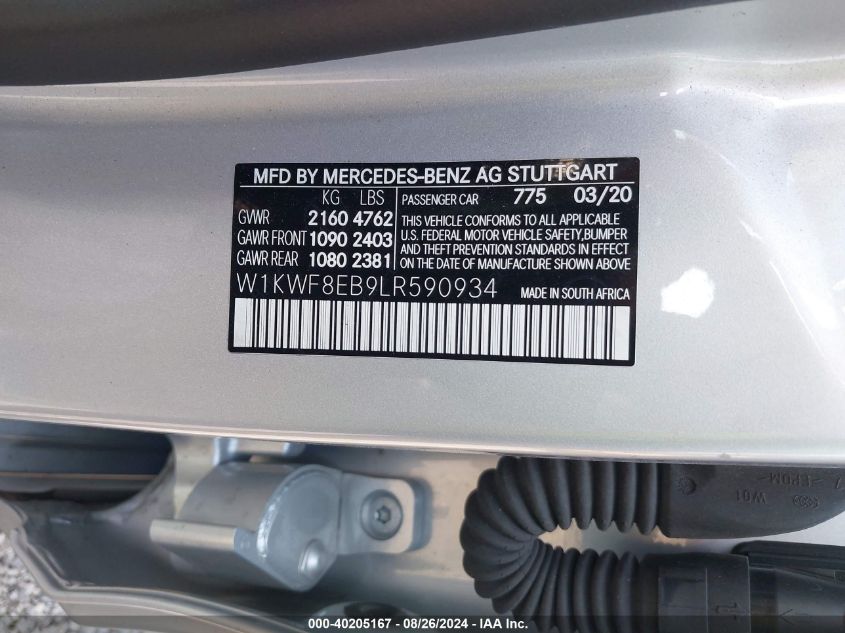 MFD BY MERCEDES-BENZ AG STUTTGART
KG LBS
GVWR 2160 4762
GAWR FRONT 1090 2403
GAWR REAR 1080 2381
PASSENGER CAR 775 03/20
THIS VEHICLE CONFORMS TO ALL APPLICABLE
U.S. FEDERAL MOTOR VEHICLE SAFETY, BUMPER
AND THEFT PREVENTION STANDARDS IN EFFECT
ON THE DATE OF MANUFACTURE SHOWN ABOVE
W1KWF8EB9LR590934
MADE IN SOUTH AFRICA
>EPDM<
W01
000-40205167 - 08/26/2024 - IAA Inc.